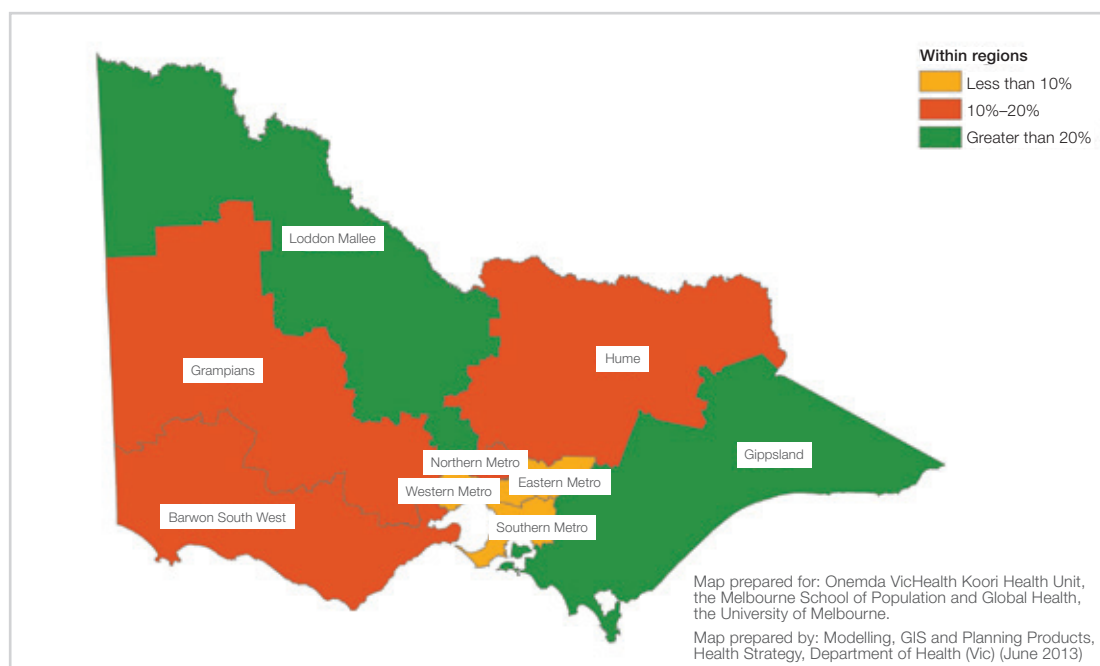 Within regions
Less than 10%
10%–20%
Greater than 20%
Loddon Mallee
Grampians
Hume
Gippsland
Northern Metro
Eastern Metro
Western Metro
Barwon South West
Southern Metro
Map prepared for: Onemda VicHealth Koori Health Unit,
the Melbourne School of Population and Global Health,
the University of Melbourne.
Map prepared by: Modelling, GIS and Planning Products,
Health Strategy, Department of Health (Vic) (June 2013)